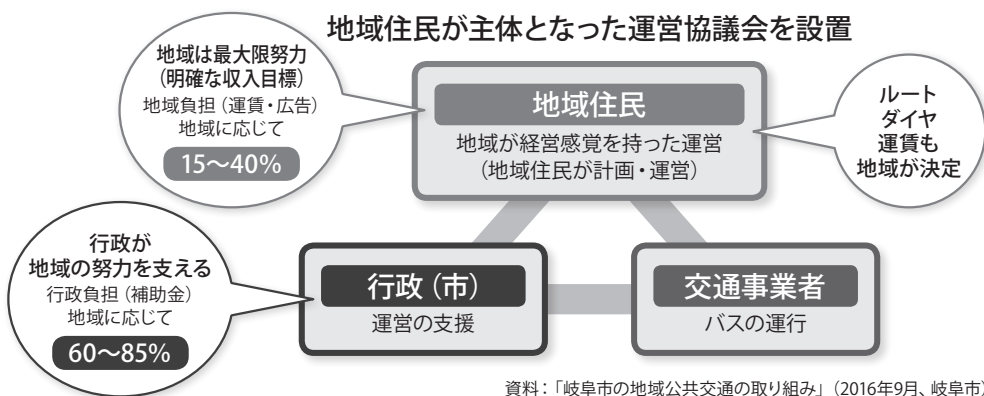 地域住民が主体となった運営協議会を設置
地域は最大限努力
(明確な収入目標)
地域負担(運賃・広告)
地域に応じて
15〜40%
地域住民
地域が経営感覚を持った運営
(地域住民が計画・運営)
ルート
ダイヤ
運賃も
地域が決定
行政が
地域の努力を支える
行政負担(補助金)
地域に応じて
60〜85%
行政(市)
運営の支援
交通事業者
バスの運行
資料:「岐阜市の地域公共交通の取り組み」(2016年9月、岐阜市)